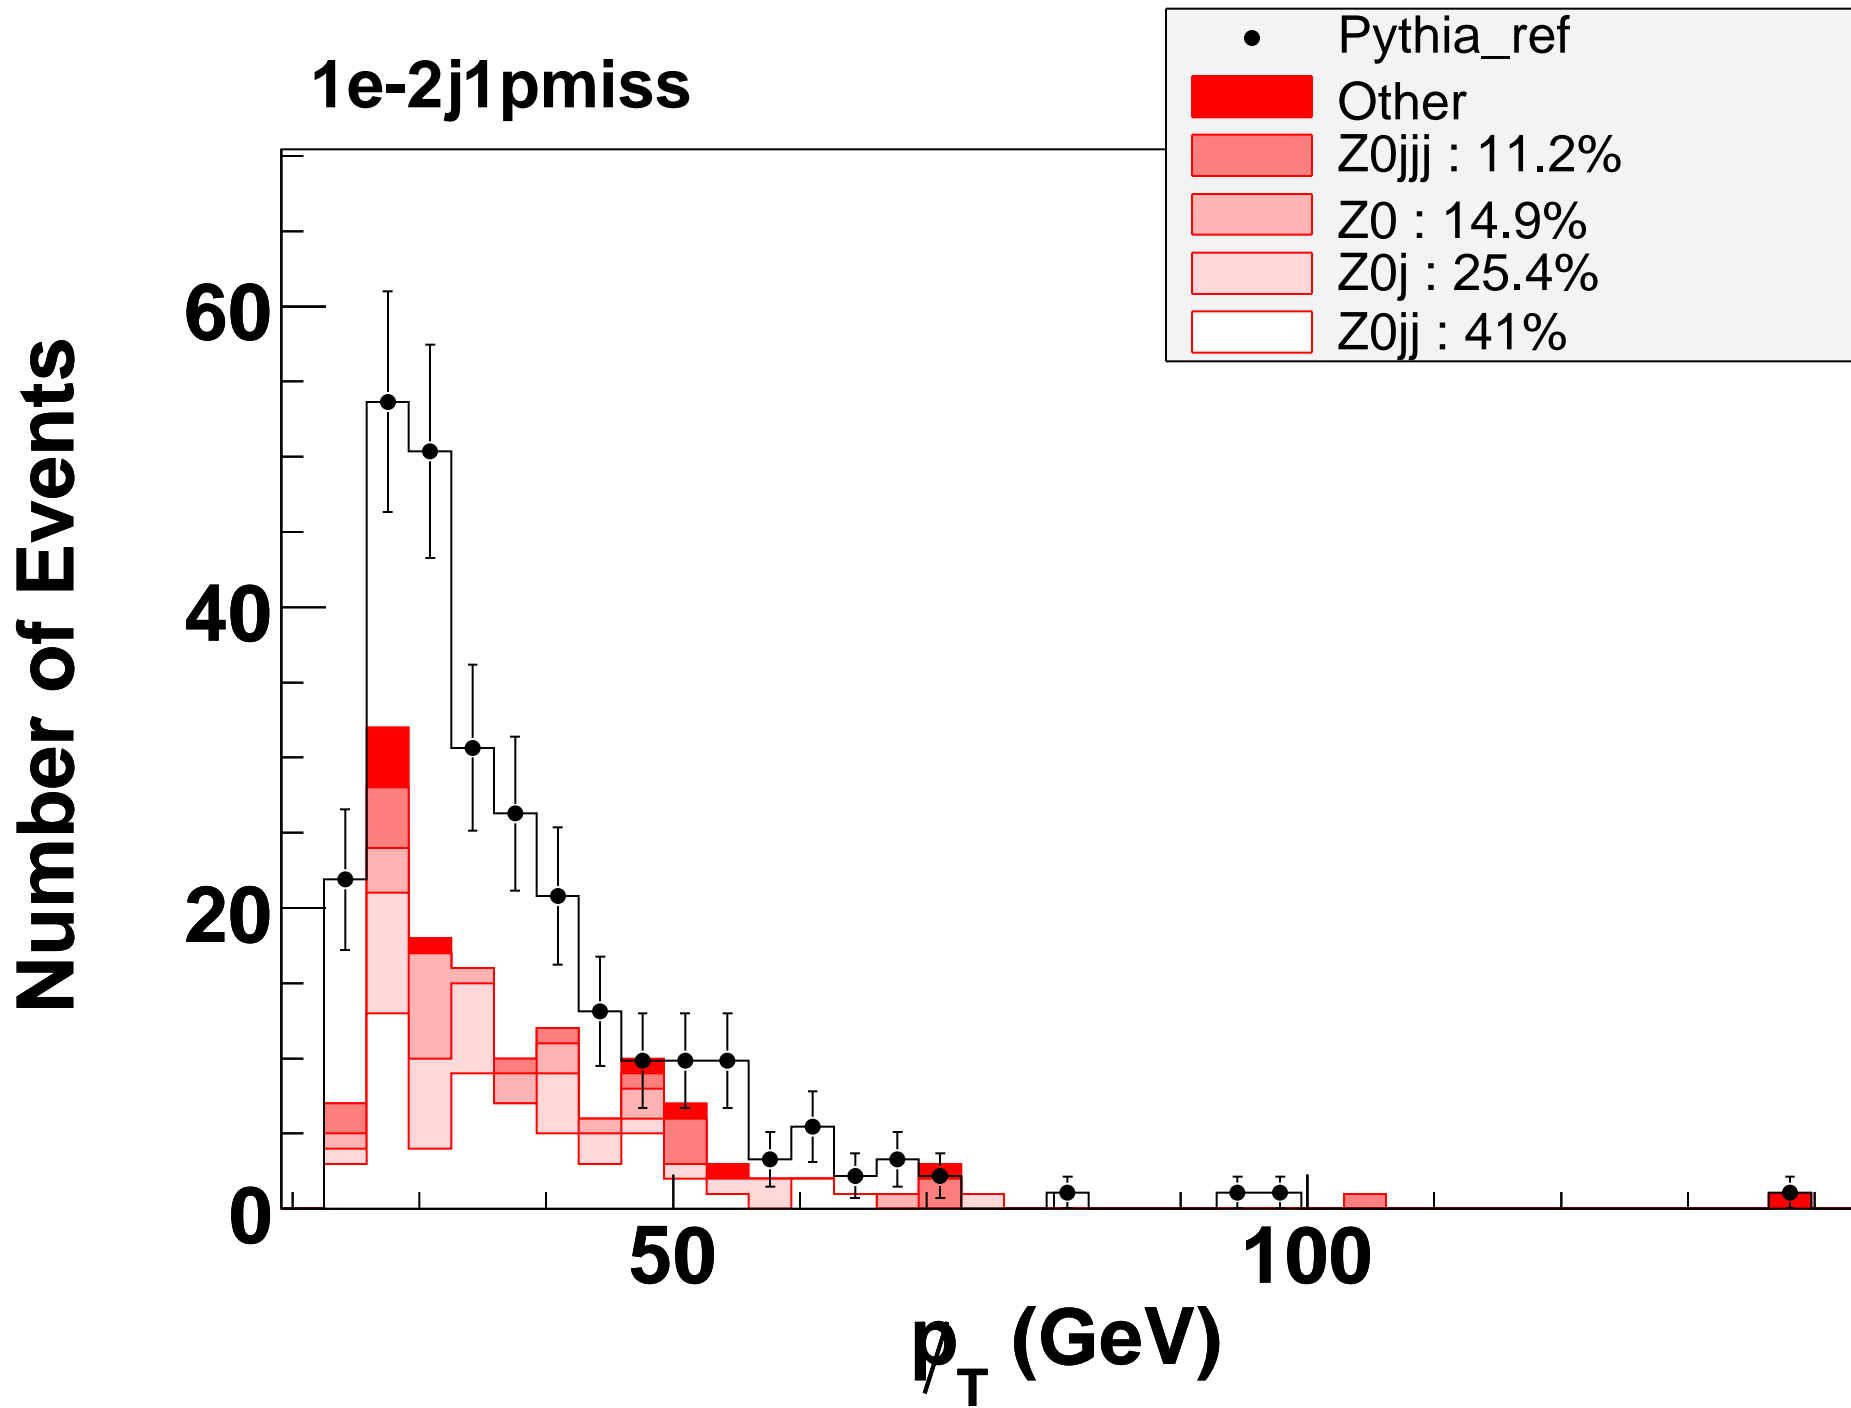 1e-2j1pmiss
Pythia_ref
Other
Z0jjj : 11.2%
Z0 : 14.9%
Z0j : 25.4%
Z0jj : 41%
Number of Events
60
40
20
0
50
100
p̸T (GeV)